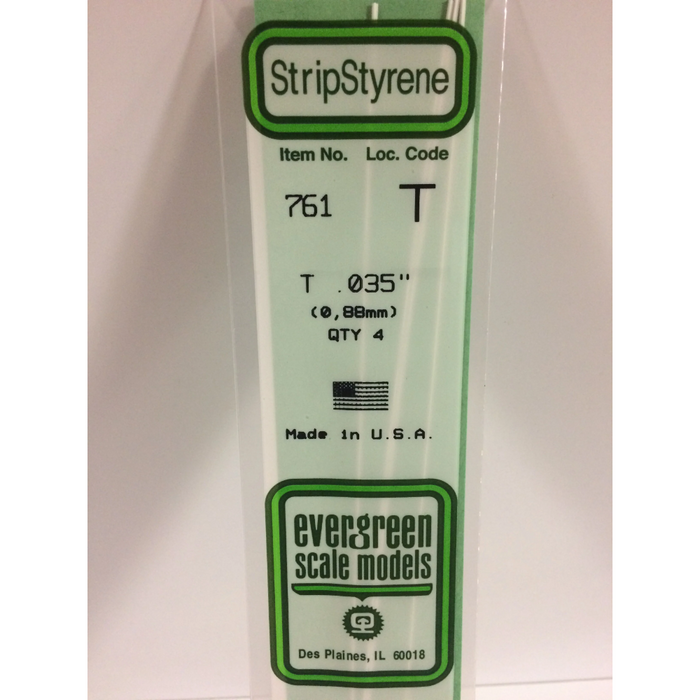 StripStyrene
Item No. Loc. Code
761 T
T .035"
(0,88mm)
QTY 4
Made in U.S.A.
evergreen
scale models
Des Plaines, IL 60018